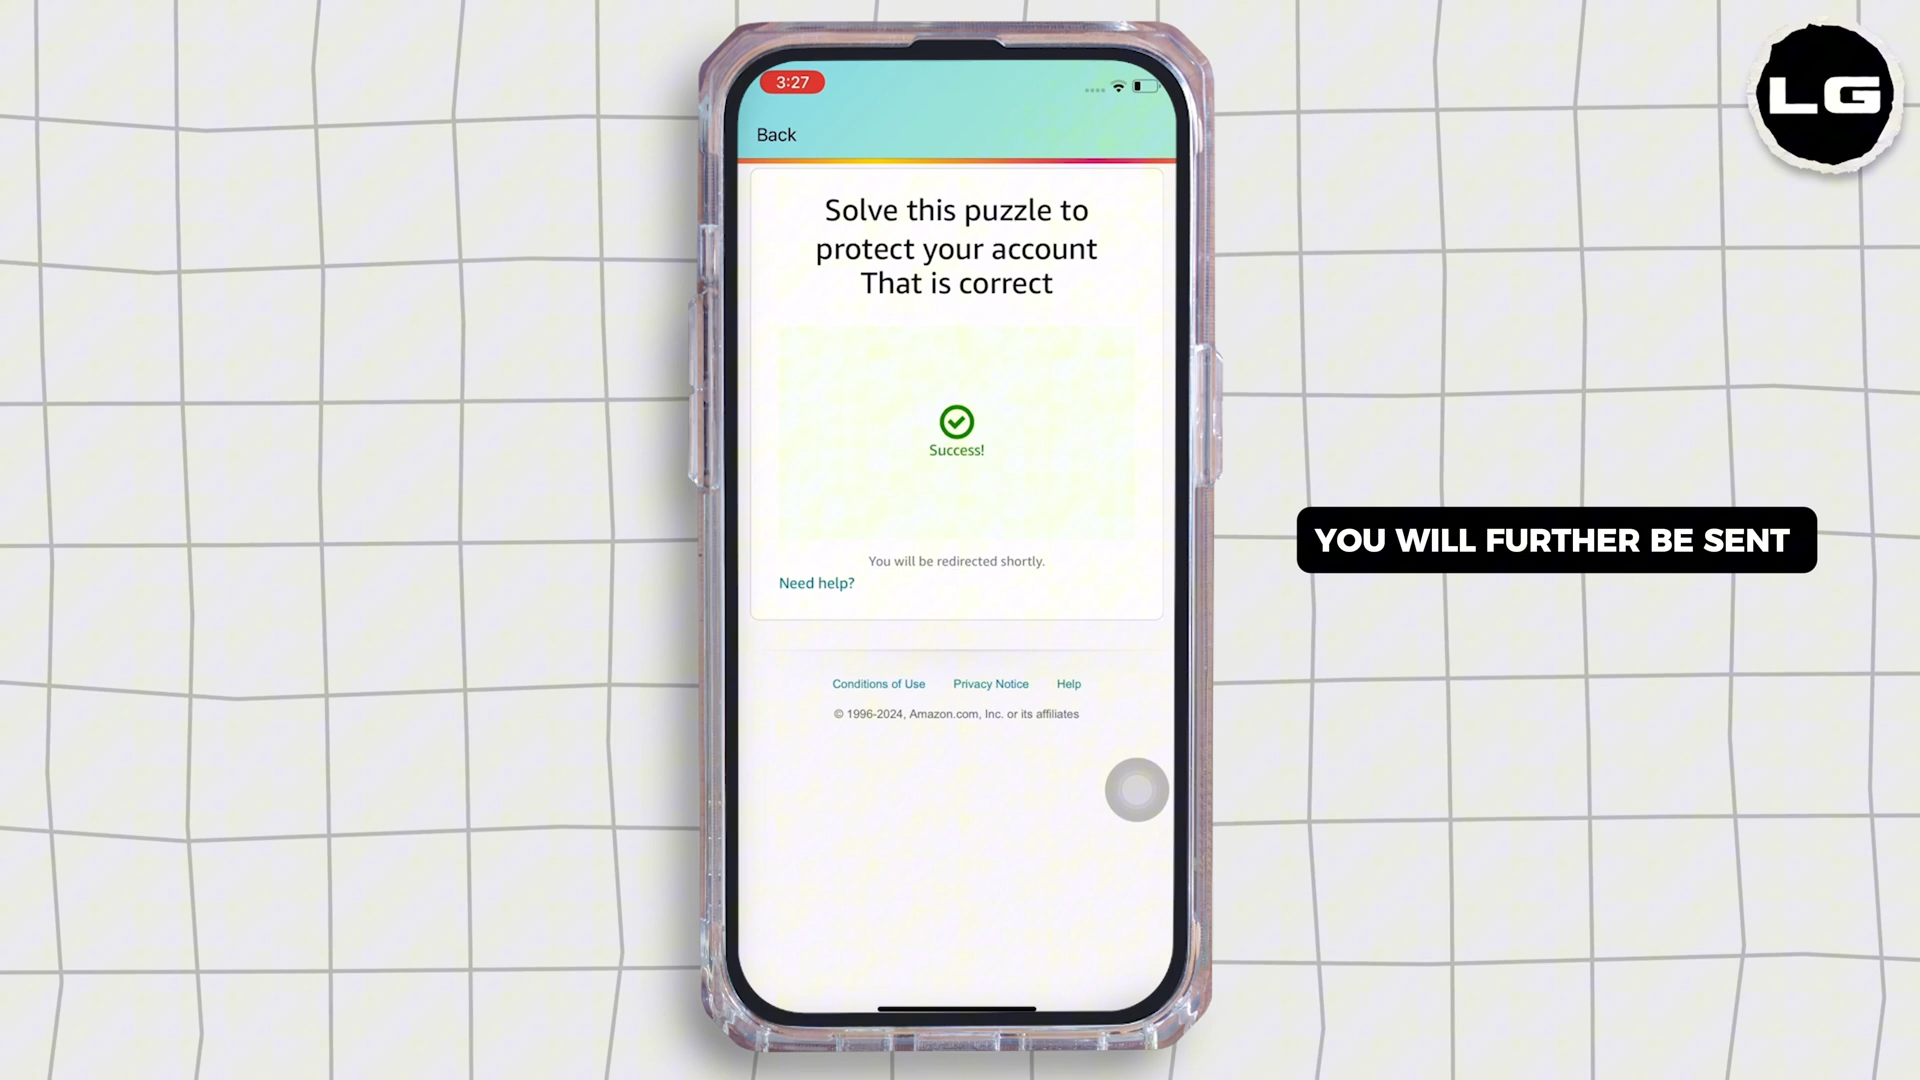 LG
3:27
Back
Solve this puzzle to
protect your account
That is correct
Success!
You will be redirected shortly.
Need help?
YOU WILL FURTHER BE SENT
Conditions of Use Privacy Notice Help
© 1996-2024, Amazon.com, Inc. or its affiliates